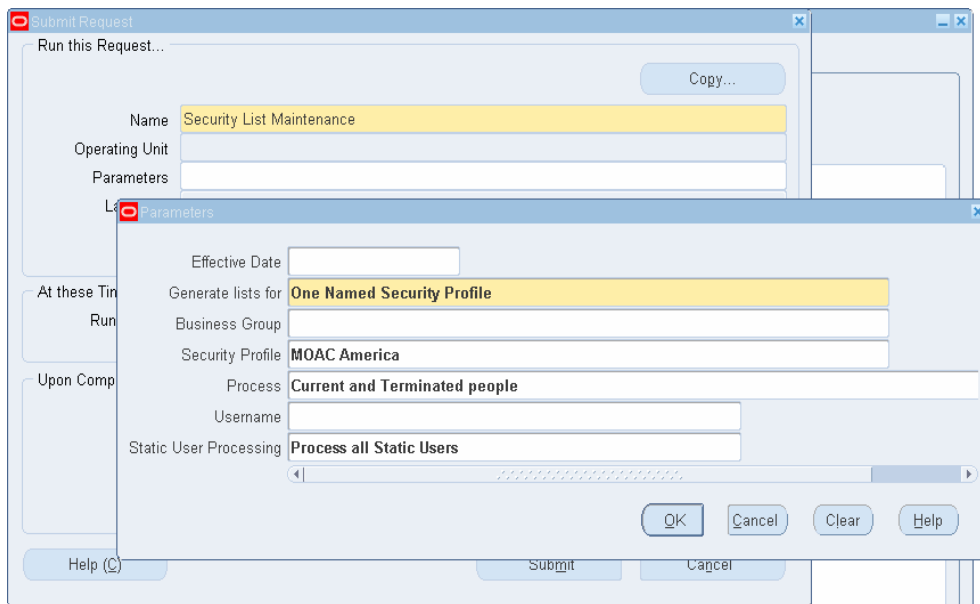 Submit Request
Run this Request...
Copy...
Name Security List Maintenance
Operating Unit
Parameters
La
Parameters
Effective Date
At these Tin
Generate lists for One Named Security Profile
Run
Business Group
Security Profile MOAC America
Upon Comp
Process Current and Terminated people
Username
Static User Processing Process all Static Users
OK Cancel Clear Help
Help (C) Submit Cancel